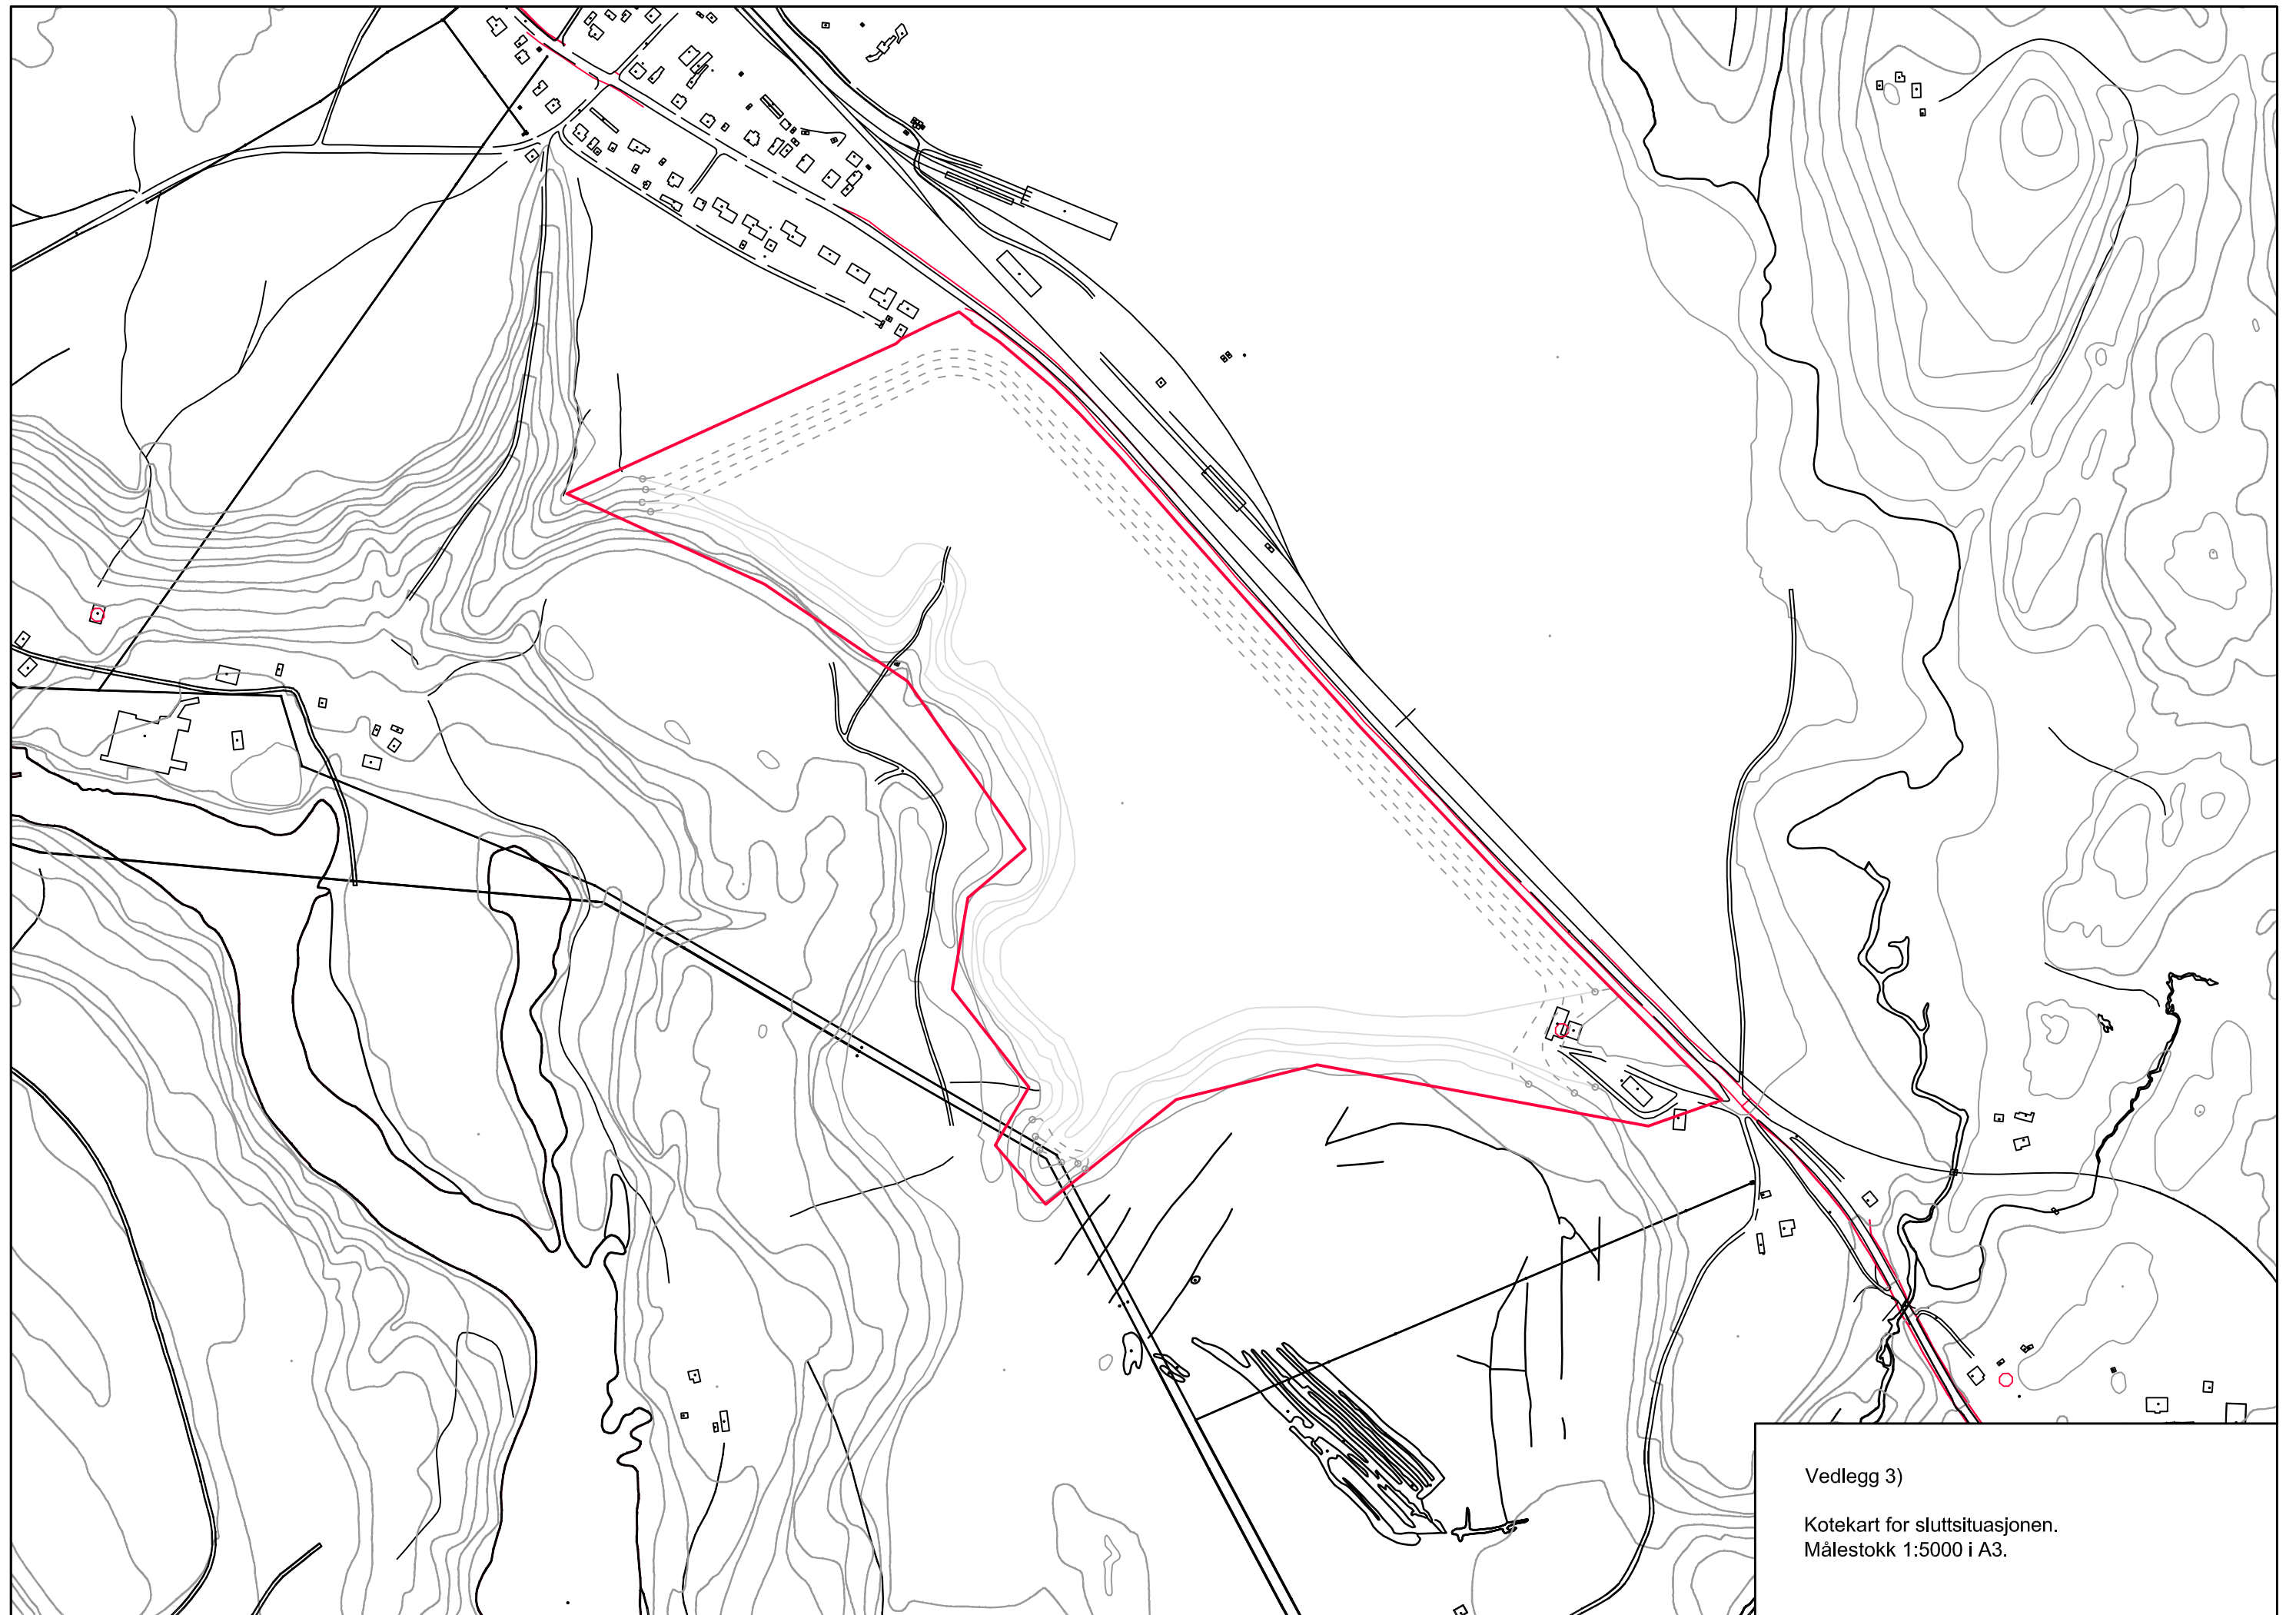 Vedlegg 3)
Kotekart for sluttsituasjonen.
Målestokk 1:5000 i A3.